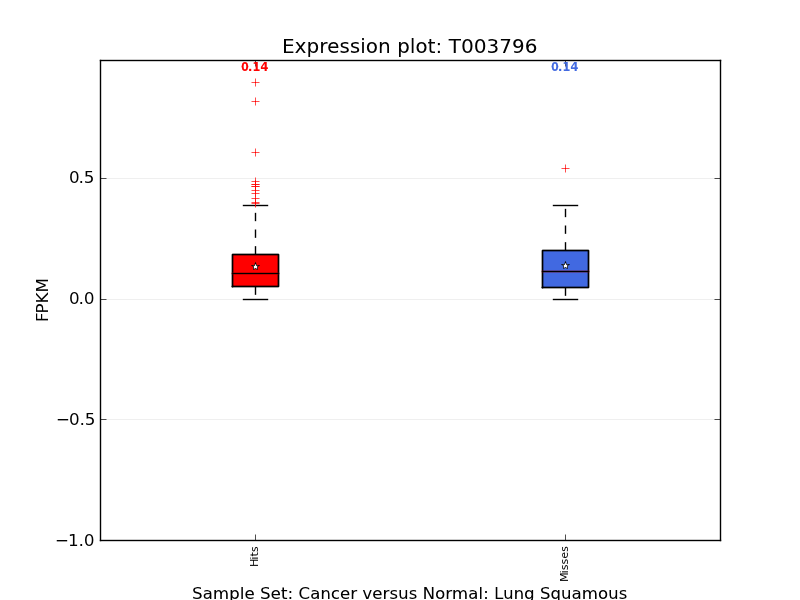 Expression plot: T003796
0.14
0.14
0.5
0.0
−0.5
−1.0
FPKM
Hits
Misses
Sample Set: Cancer versus Normal: Lung Squamous